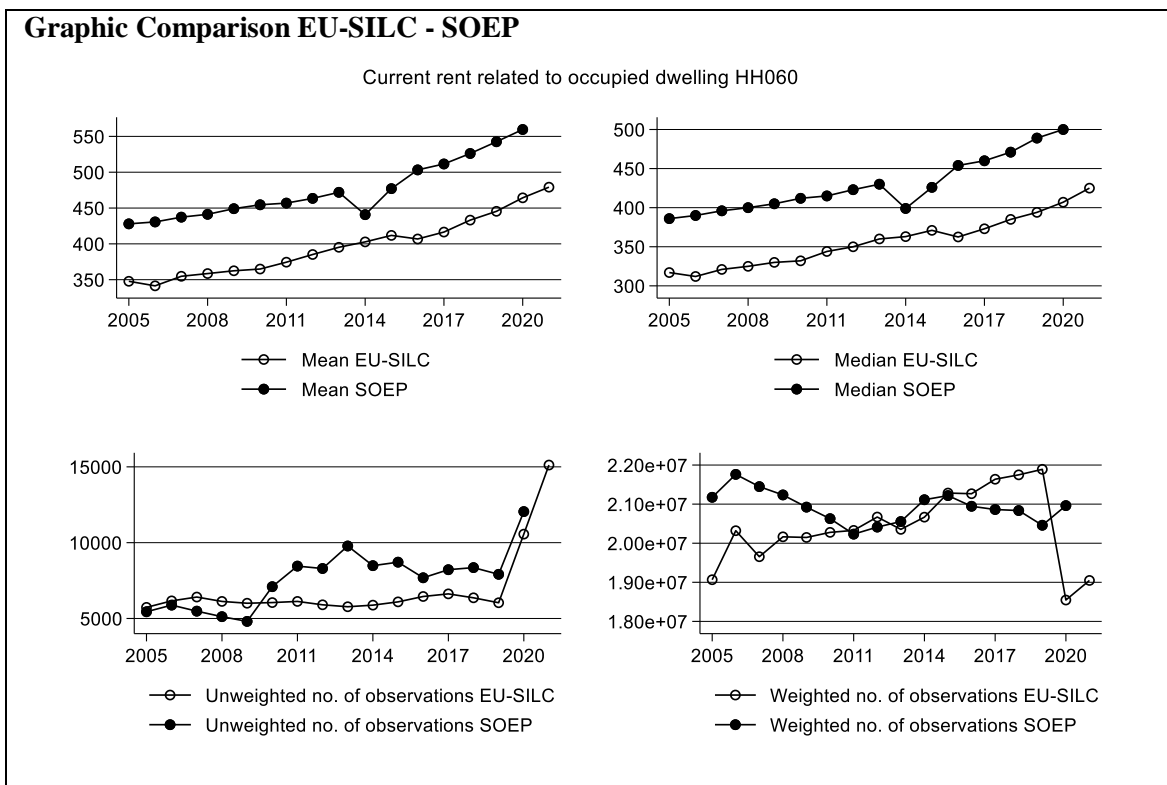 Graphic Comparison EU-SILC - SOEP
Current rent related to occupied dwelling HH060
550
500
450
400
350
2005 2008 2011 2014 2017 2020
Mean EU-SILC
Mean SOEP
500
450
400
350
300
2005 2008 2011 2014 2017 2020
Median EU-SILC
Median SOEP
15000
10000
5000
2005 2008 2011 2014 2017 2020
Unweighted no. of observations EU-SILC
Unweighted no. of observations SOEP
2.20e+07
2.10e+07
2.00e+07
1.90e+07
1.80e+07
2005 2008 2011 2014 2017 2020
Weighted no. of observations EU-SILC
Weighted no. of observations SOEP